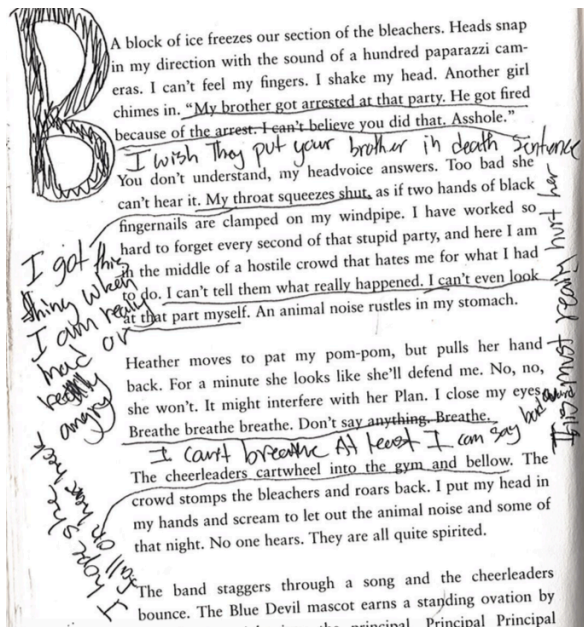 B
A block of ice freezes our section of the bleachers. Heads snap
in my direction with the sound of a hundred paparazzi cam-
eras. I can't feel my fingers. I shake my head. Another girl
chimes in. “My brother got arrested at that party. He got fired
because of the arrest. I can't believe you did that. Asshole.”
I wish They put your brother in death Sentence
You don't understand, my headvoice answers. Too bad she
can't hear it. My throat squeezes shut, as if two hands of black
fingernails are clamped on my windpipe. I have worked so
hard to forget every second of that stupid party, and here I am
in the middle of a hostile crowd that hates me for what I had
to do. I can't tell them what really happened. I can't even look
at that part myself. An animal noise rustles in my stomach.
I got this
thing when
I am really
mad or
really
angry
Heather moves to pat my pom-pom, but pulls her hand
back. For a minute she looks like she'll defend me. No, no,
she won't. It might interfere with her Plan. I close my eyes.
Breathe breathe breathe. Don't say anything. Breathe.
I can't breathe At least I can say
hurt her
The cheerleaders cartwheel into the gym and bellow. The
crowd stomps the bleachers and roars back. I put my head in
my hands and scream to let out the animal noise and some of
that night. No one hears. They are all quite spirited.
I hope she
fall on her neck
The band staggers through a song and the cheerleaders
bounce. The Blue Devil mascot earns a standing ovation by
principal. Principal Principal